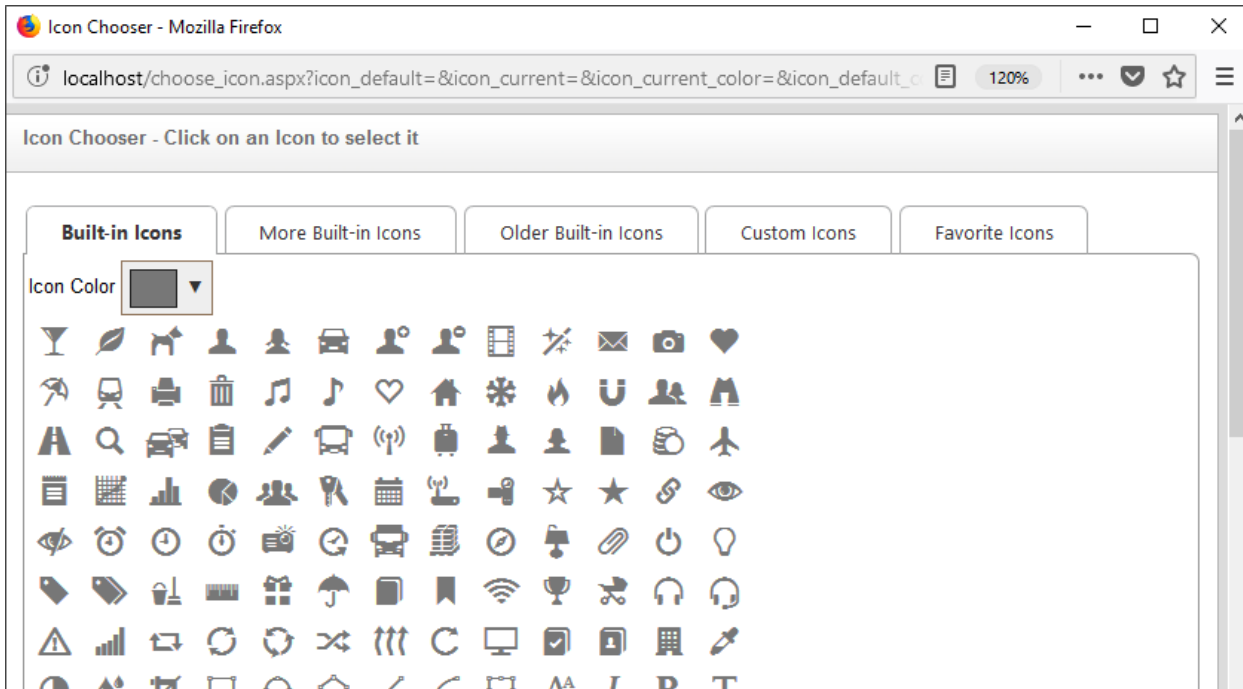 Icon Chooser - Mozilla Firefox
localhost/choose_icon.aspx?icon_default=&icon_current=&icon_current_color=&icon_default_ 120%
Icon Chooser - Click on an Icon to select it
Built-in Icons More Built-in Icons Older Built-in Icons Custom Icons Favorite Icons
Icon Color